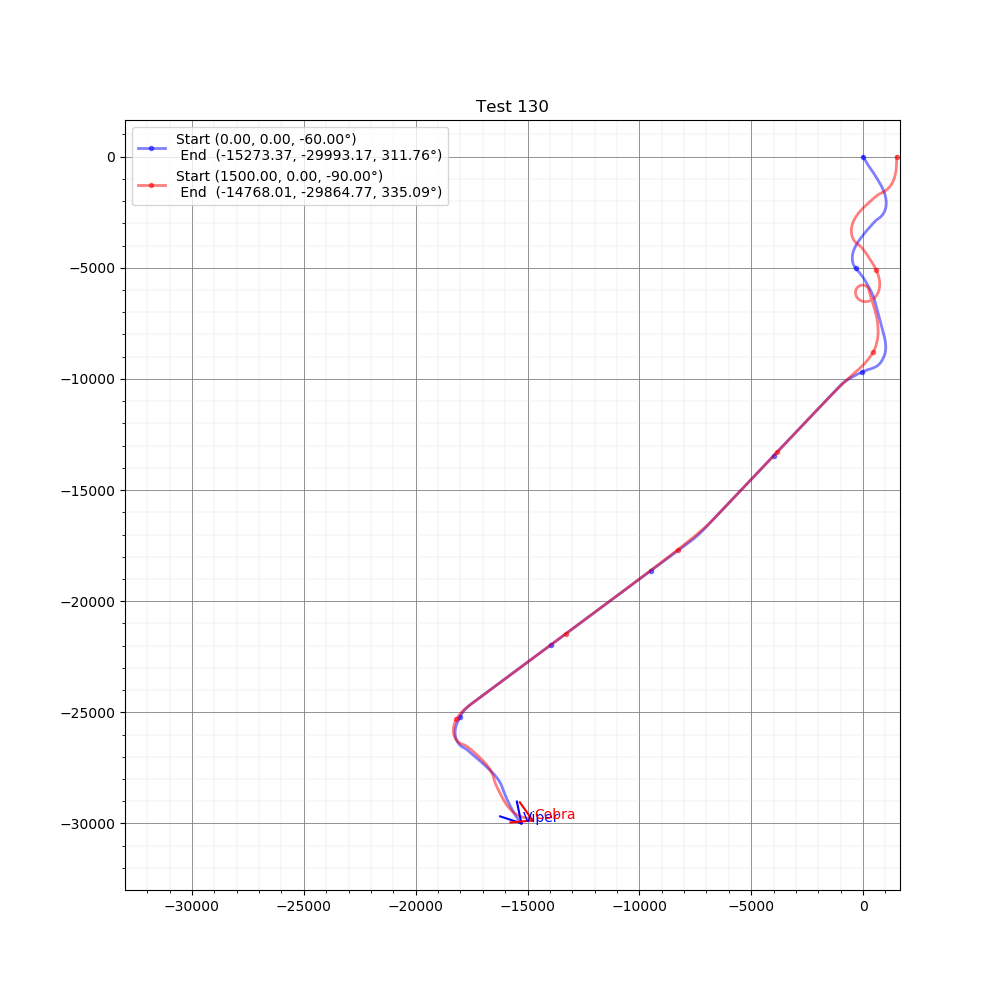 Test 130
Start (0.00, 0.00, -60.00°)
End (-15273.37, -29993.17, 311.76°)
Start (1500.00, 0.00, -90.00°)
End (-14768.01, -29864.77, 335.09°)
0
−5000
−10000
−15000
−20000
−25000
−30000
Cobra
−30000 −25000 −20000 −15000 −10000 −5000 0